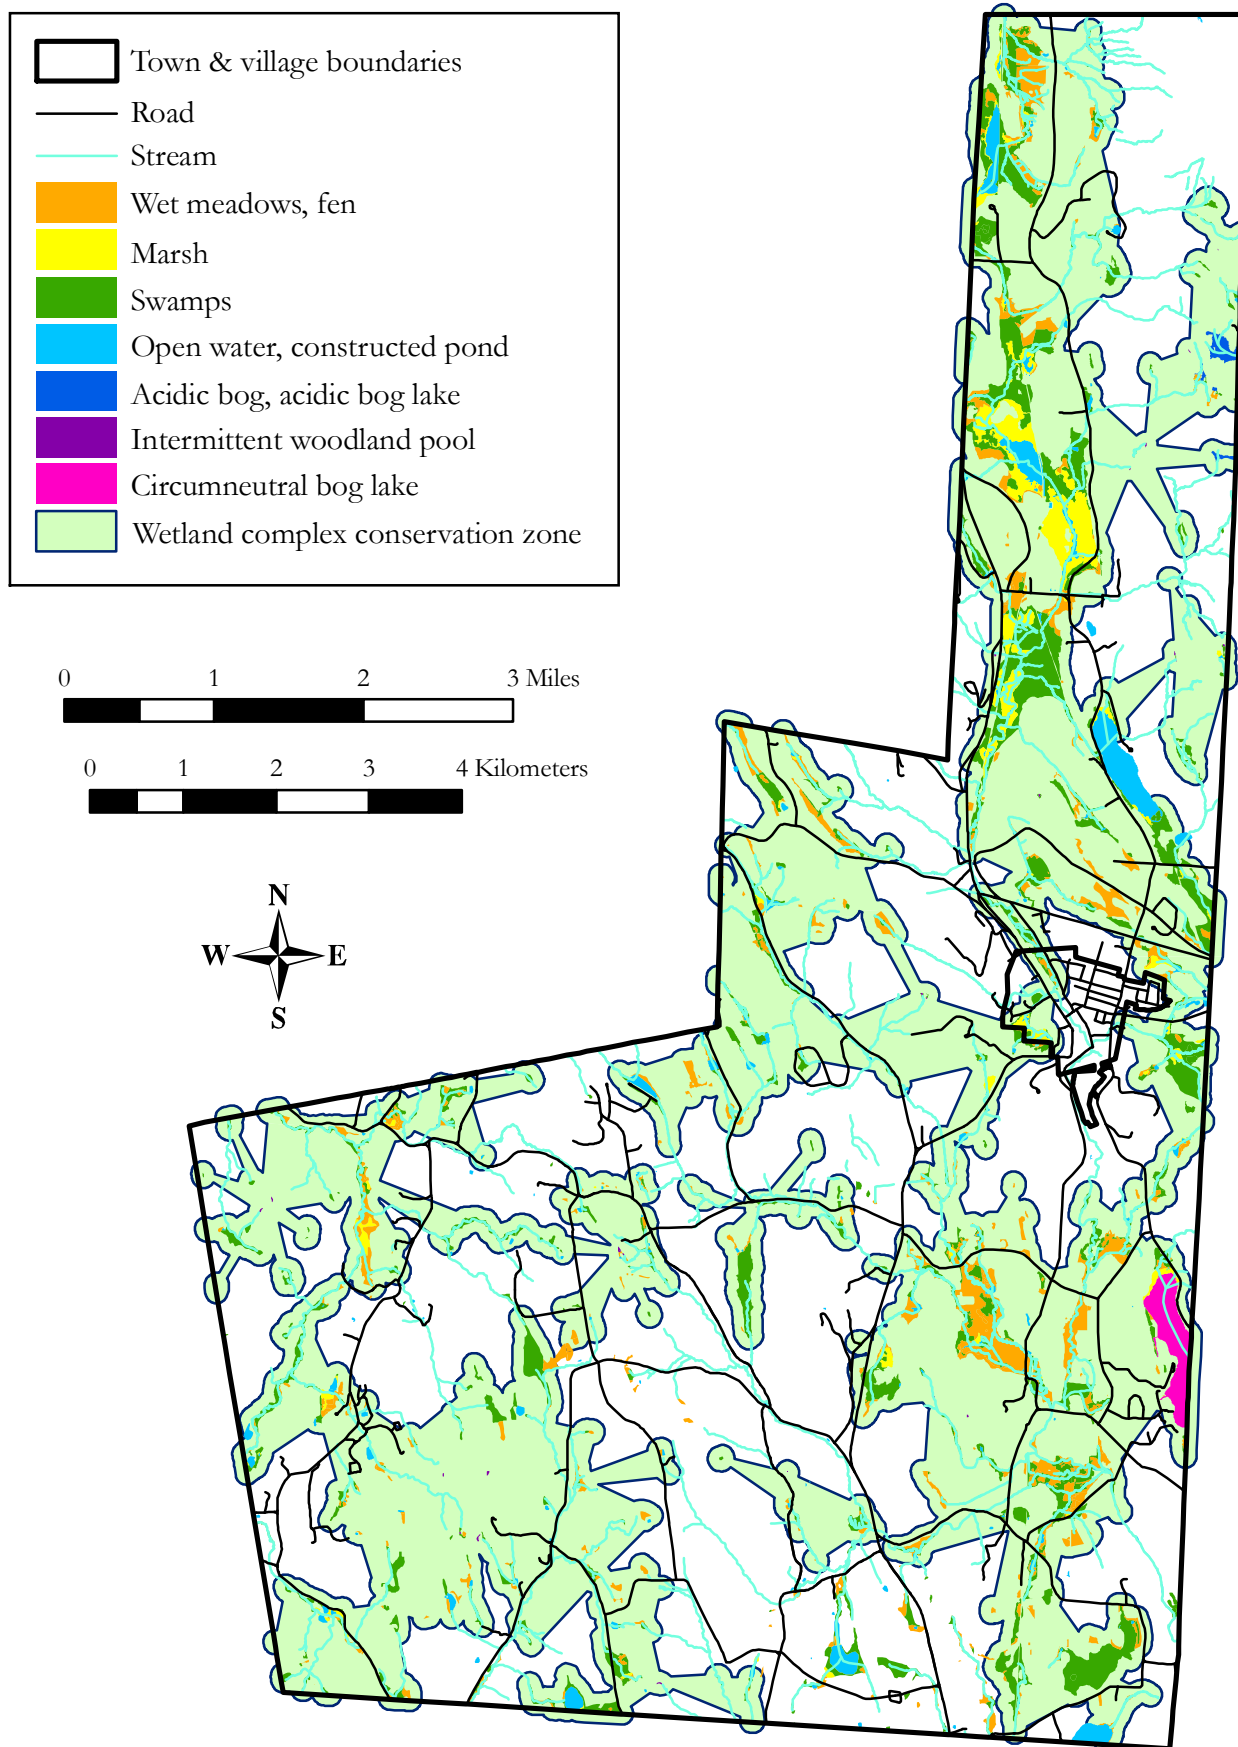 Town & village boundaries
Road
Stream
Wet meadows, fen
Marsh
Swamps
Open water, constructed pond
Acidic bog, acidic bog lake
Intermittent woodland pool
Circumneutral bog lake
Wetland complex conservation zone
0 1 2 3 Miles
0 1 2 3 4 Kilometers
N
W E
S